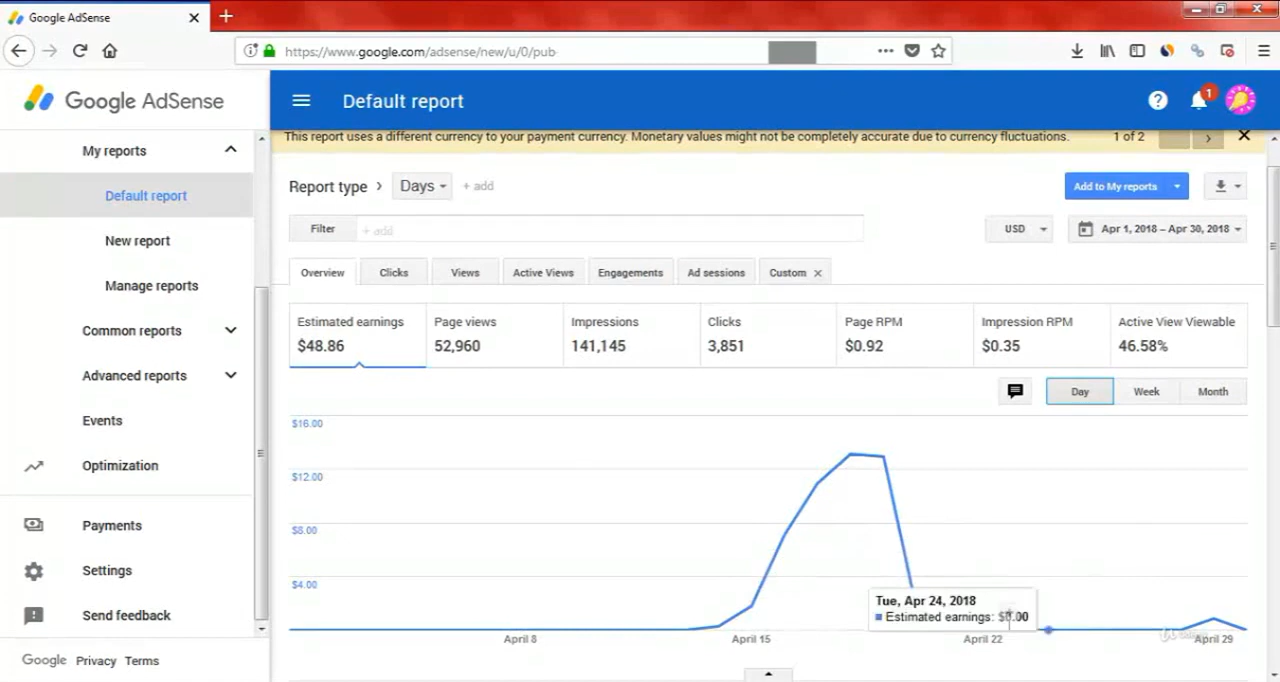 Google AdSense
https://www.google.com/adsense/new/u/0/pub-
Google AdSense
Default report
1
My reports
Default report
New report
Manage reports
Common reports
Advanced reports
Events
Optimization
Payments
Settings
Send feedback
Google Privacy Terms
This report uses a different currency to your payment currency. Monetary values might not be completely accurate due to currency fluctuations. 1 of 2
Report type Days + add
Add to My reports
Filter + add
USD Apr 1, 2018 – Apr 30, 2018
Overview Clicks Views Active Views Engagements Ad sessions Custom
Estimated earnings Page views Impressions Clicks Page RPM Impression RPM Active View Viewable
$48.86 52,960 141,145 3,851 $0.92 $0.35 46.58%
Day Week Month
$16.00
$12.00
$8.00
$4.00
Tue, Apr 24, 2018
Estimated earnings: $0.00
April 8 April 15 April 22 April 29